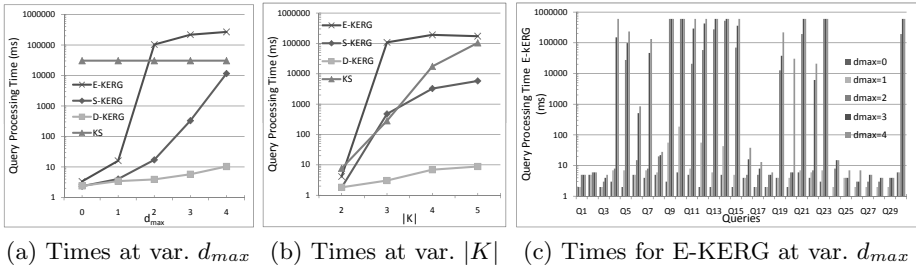 Query Processing Time (ms)
1000000
100000
10000
1000
100
10
1
E-KERG
S-KERG
D-KERG
KS
0 1 2 3 4
dmax
Query Processing Time (ms)
1000000
100000
10000
1000
100
10
1
E-KERG
S-KERG
D-KERG
KS
2 3 4 5
|K|
Query Processing Time E-kERG
(ms)
1000000
100000
10000
1000
100
10
1
dmax=0
dmax=1
dmax=2
dmax=3
dmax=4
Q1 Q3 Q5 Q7 Q9 Q11 Q13 Q15 Q17 Q19 Q21 Q23 Q25 Q27 Q29
Queries
(a) Times at var. dmax
(b) Times at var. |K|
(c) Times for E-KERG at var. dmax